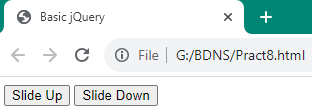 Basic jQuery
File | G:/BDNS/Pract8.html
Slide Up Slide Down